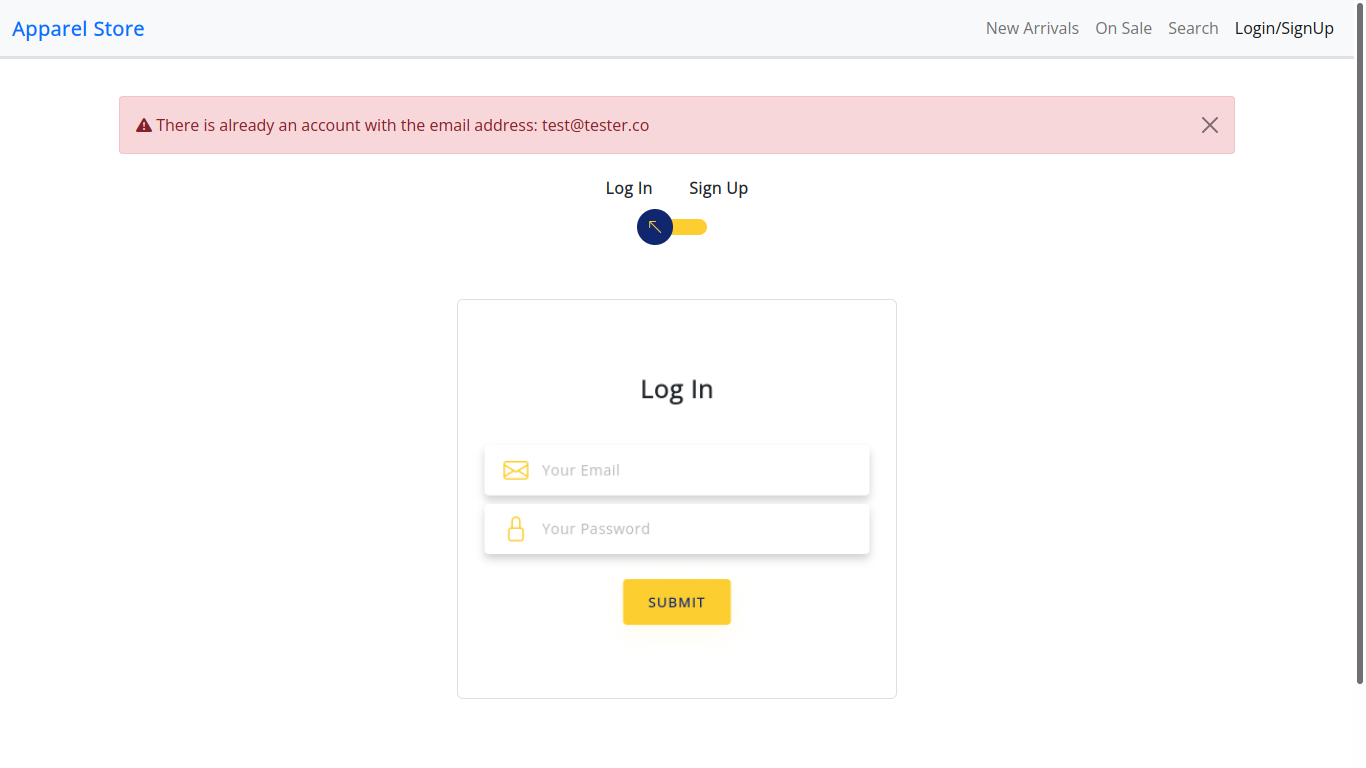 Apparel Store
New Arrivals
On Sale
Search
Login/SignUp
There is already an account with the email address: test@tester.co
Log In
Sign Up
Log In
Your Email
Your Password
SUBMIT